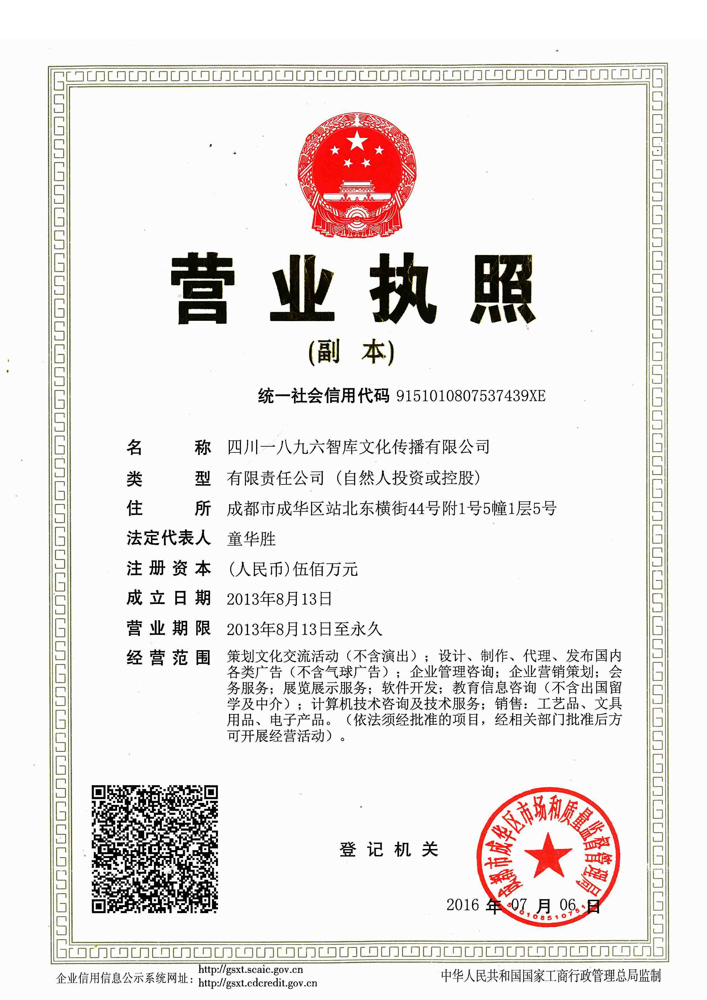 营业执照
(副 本)
统一社会信用代码 9151010807537439XE
名 称 四川一八九六智库文化传播有限公司
类 型 有限责任公司（自然人投资或控股）
住 所 成都市成华区站北东横街44号附1号5幢1层5号
法定代表人 童华胜
注册资本 (人民币)伍佰万元
成立日期 2013年8月13日
营业期限 2013年8月13日至永久
经营范围 策划文化交流活动（不含演出）；设计、制作、代理、发布国内
各类广告（不含气球广告）；企业管理咨询；企业营销策划；会
务服务；展览展示服务；软件开发；教育信息咨询（不含出国留
学及中介）；计算机技术咨询及技术服务；销售：工艺品、文具
用品、电子产品。（依法须经批准的项目，经相关部门批准后方
可开展经营活动）。
登记机关
成都市成华区市场和质量监督管理局
2016 年 07 月 06 日
企业信用信息公示系统网址：
http://gsxt.scaic.gov.cn
http://gsxt.cdcredit.gov.cn
中华人民共和国国家工商行政管理总局监制